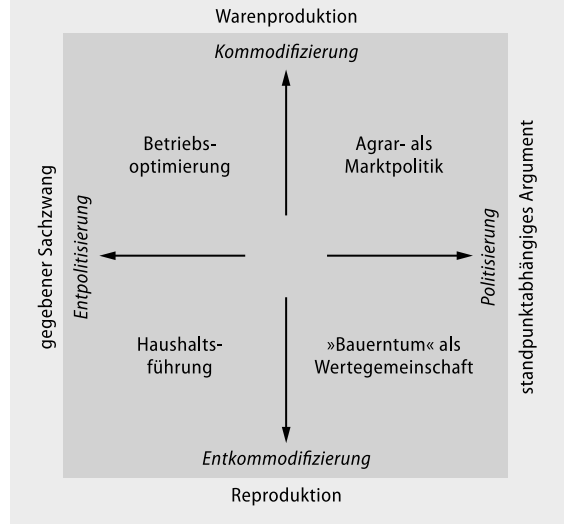 Warenproduktion
Kommodifizierung
Betriebs-
optimierung
Agrar- als
Marktpolitik
gegebener Sachzwang
Entpolitisierung
Politisierung
standpunktabhängiges Argument
Haushalts-
führung
»Bauerntum« als
Wertegemeinschaft
Entkommodifizierung
Reproduktion